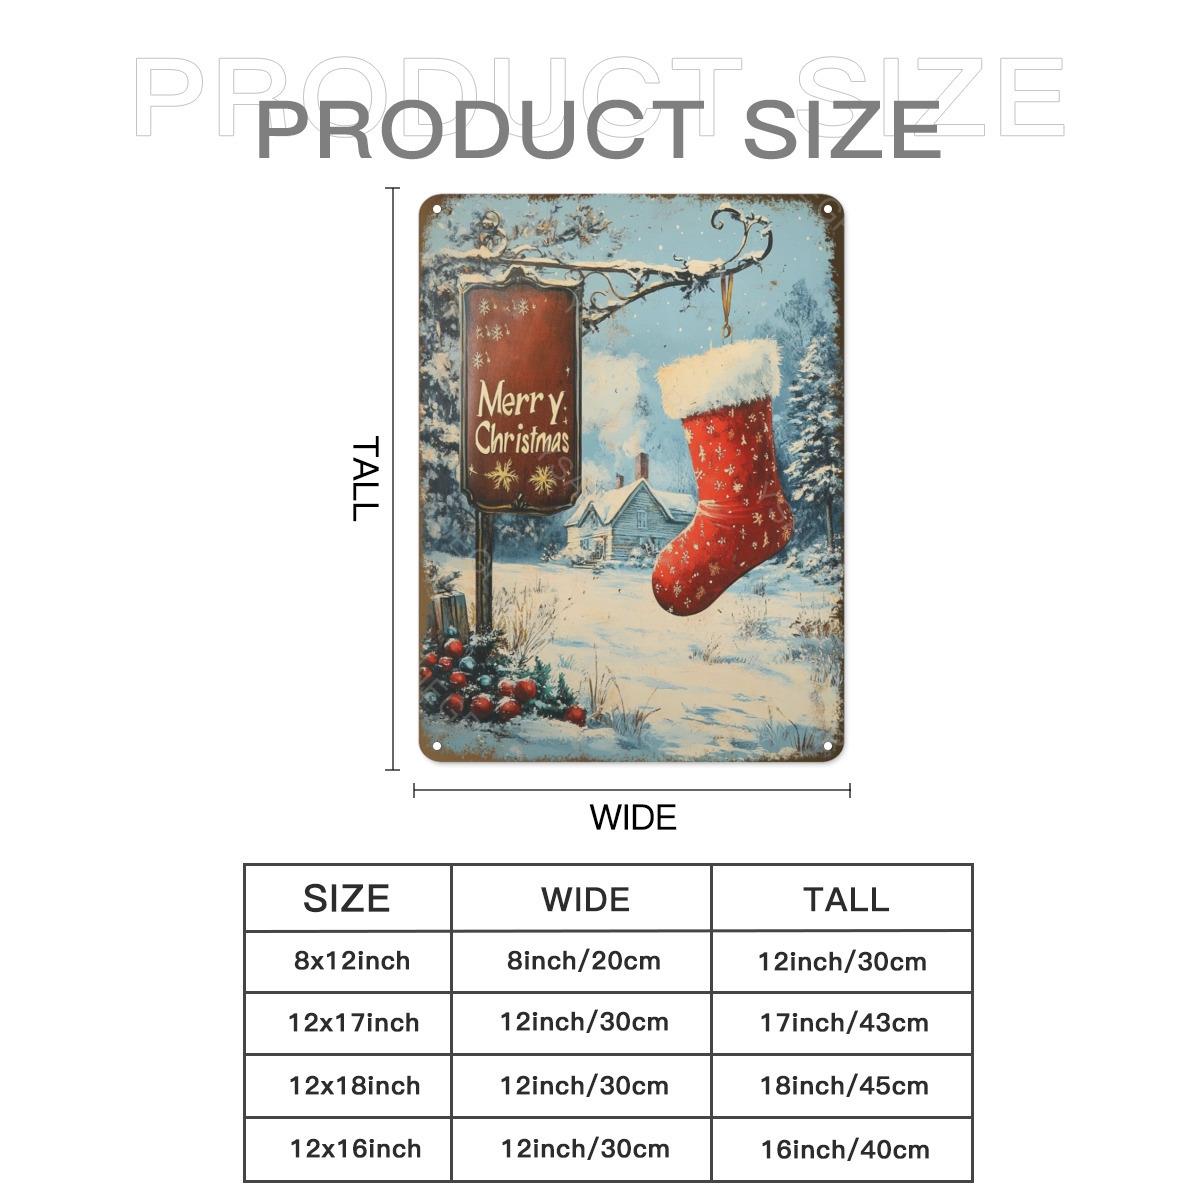 PRODUCT SIZE
PRODUCT SIZE
Merry
Christmas
TALL
WIDE
SIZE WIDE TALL
8x12inch 8inch/20cm 12inch/30cm
12x17inch 12inch/30cm 17inch/43cm
12x18inch 12inch/30cm 18inch/45cm
12x16inch 12inch/30cm 16inch/40cm